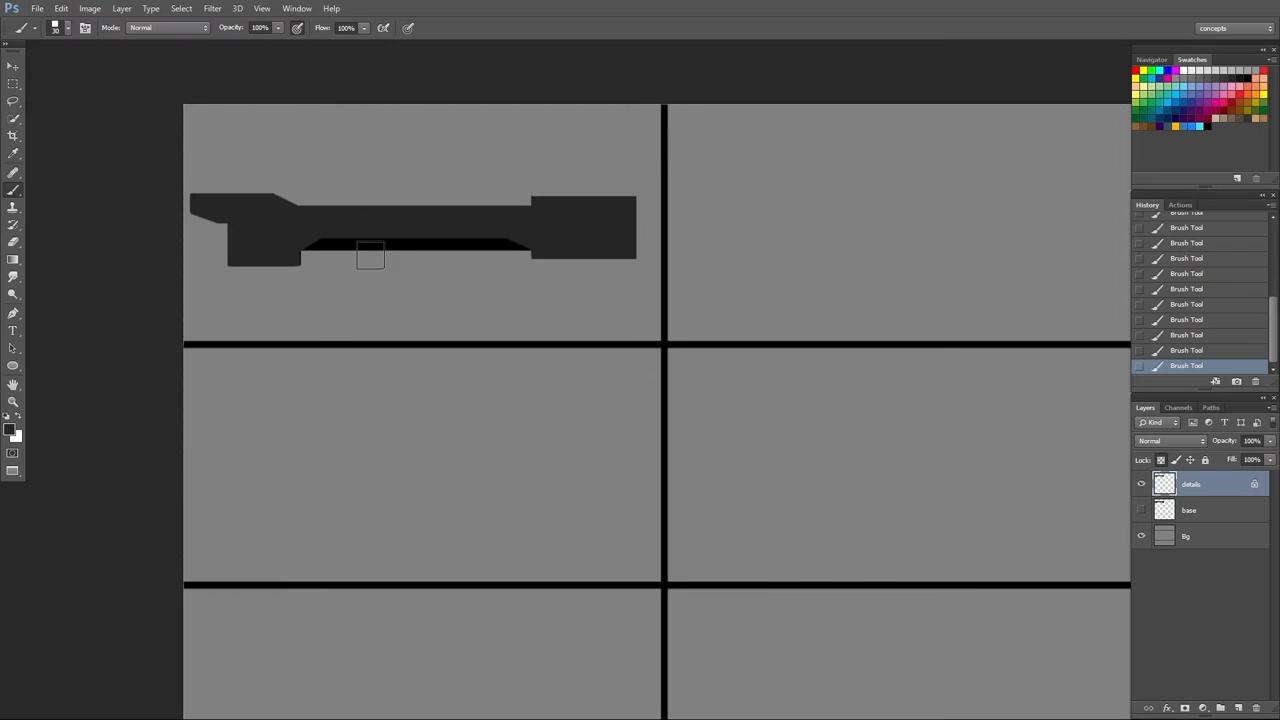 Ps File Edit Image Layer Type Select Filter 3D View Window Help
30 Mode: Normal Opacity: 100% Flow: 100% concepts
Navigator Swatches
History Actions
Brush Tool
Brush Tool
Brush Tool
Brush Tool
Brush Tool
Brush Tool
Brush Tool
Brush Tool
Brush Tool
Brush Tool
Layers Channels Paths
Kind
Normal Opacity: 100%
Lock: Fill: 100%
details
base
Bg